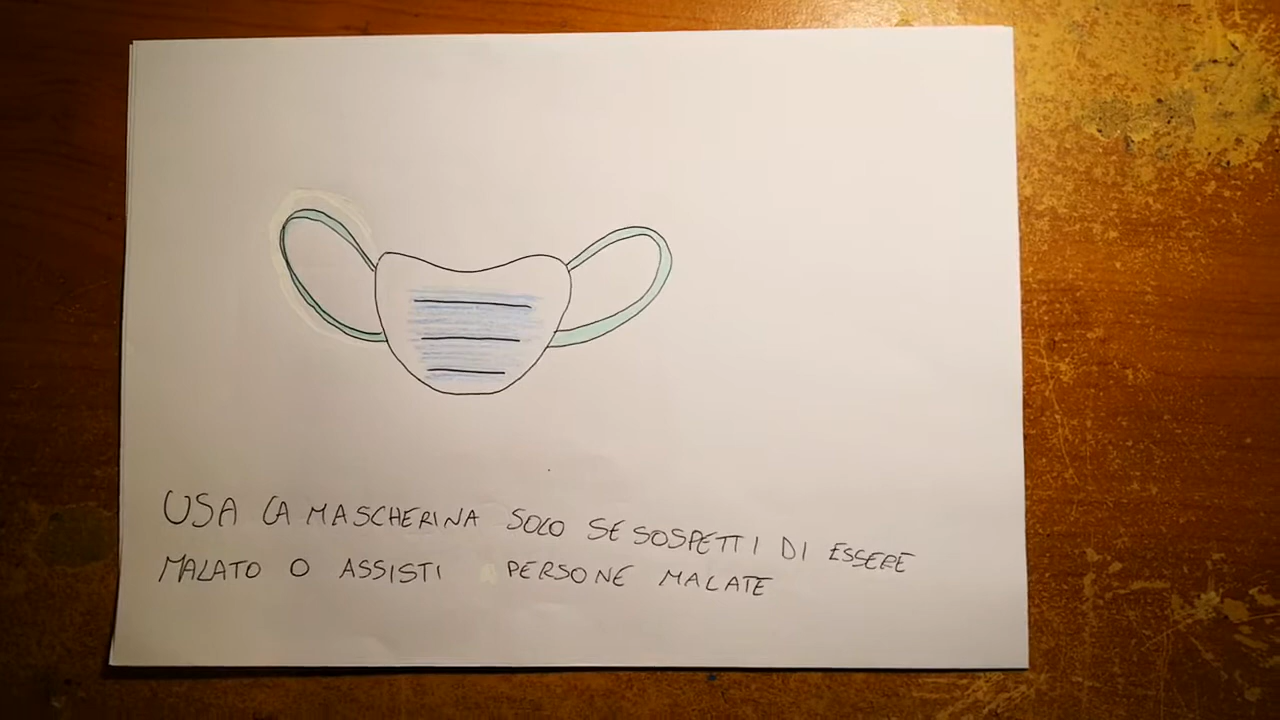 USA LA MASCHERINA SOLO SE SOSPETTI DI ESSERE
MALATO O ASSISTI PERSONE MALATE